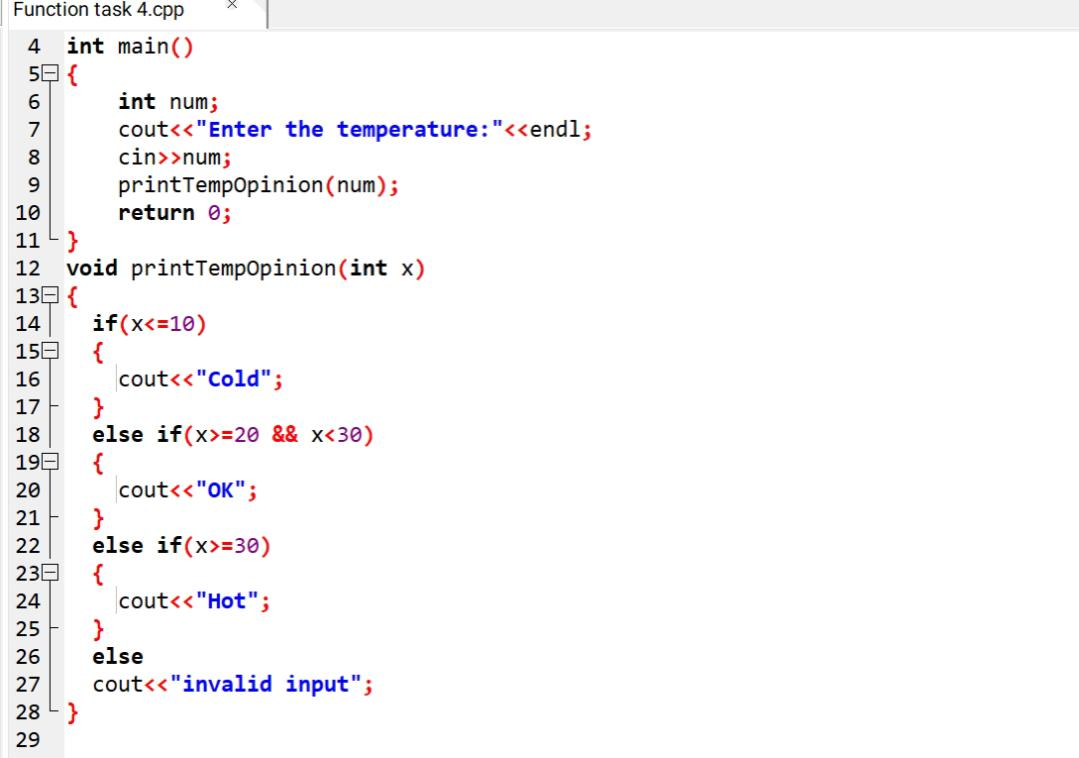 Function task 4.cpp ×
4 int main()
5 {
6     int num;
7     cout<<"Enter the temperature:"<<endl;
8     cin>>num;
9     printTempOpinion(num);
10     return 0;
11 }
12 void printTempOpinion(int x)
13 {
14   if(x<=10)
15   {
16     cout<<"Cold";
17   }
18   else if(x>=20 && x<30)
19   {
20     cout<<"OK";
21   }
22   else if(x>=30)
23   {
24     cout<<"Hot";
25   }
26   else
27   cout<<"invalid input";
28 }
29